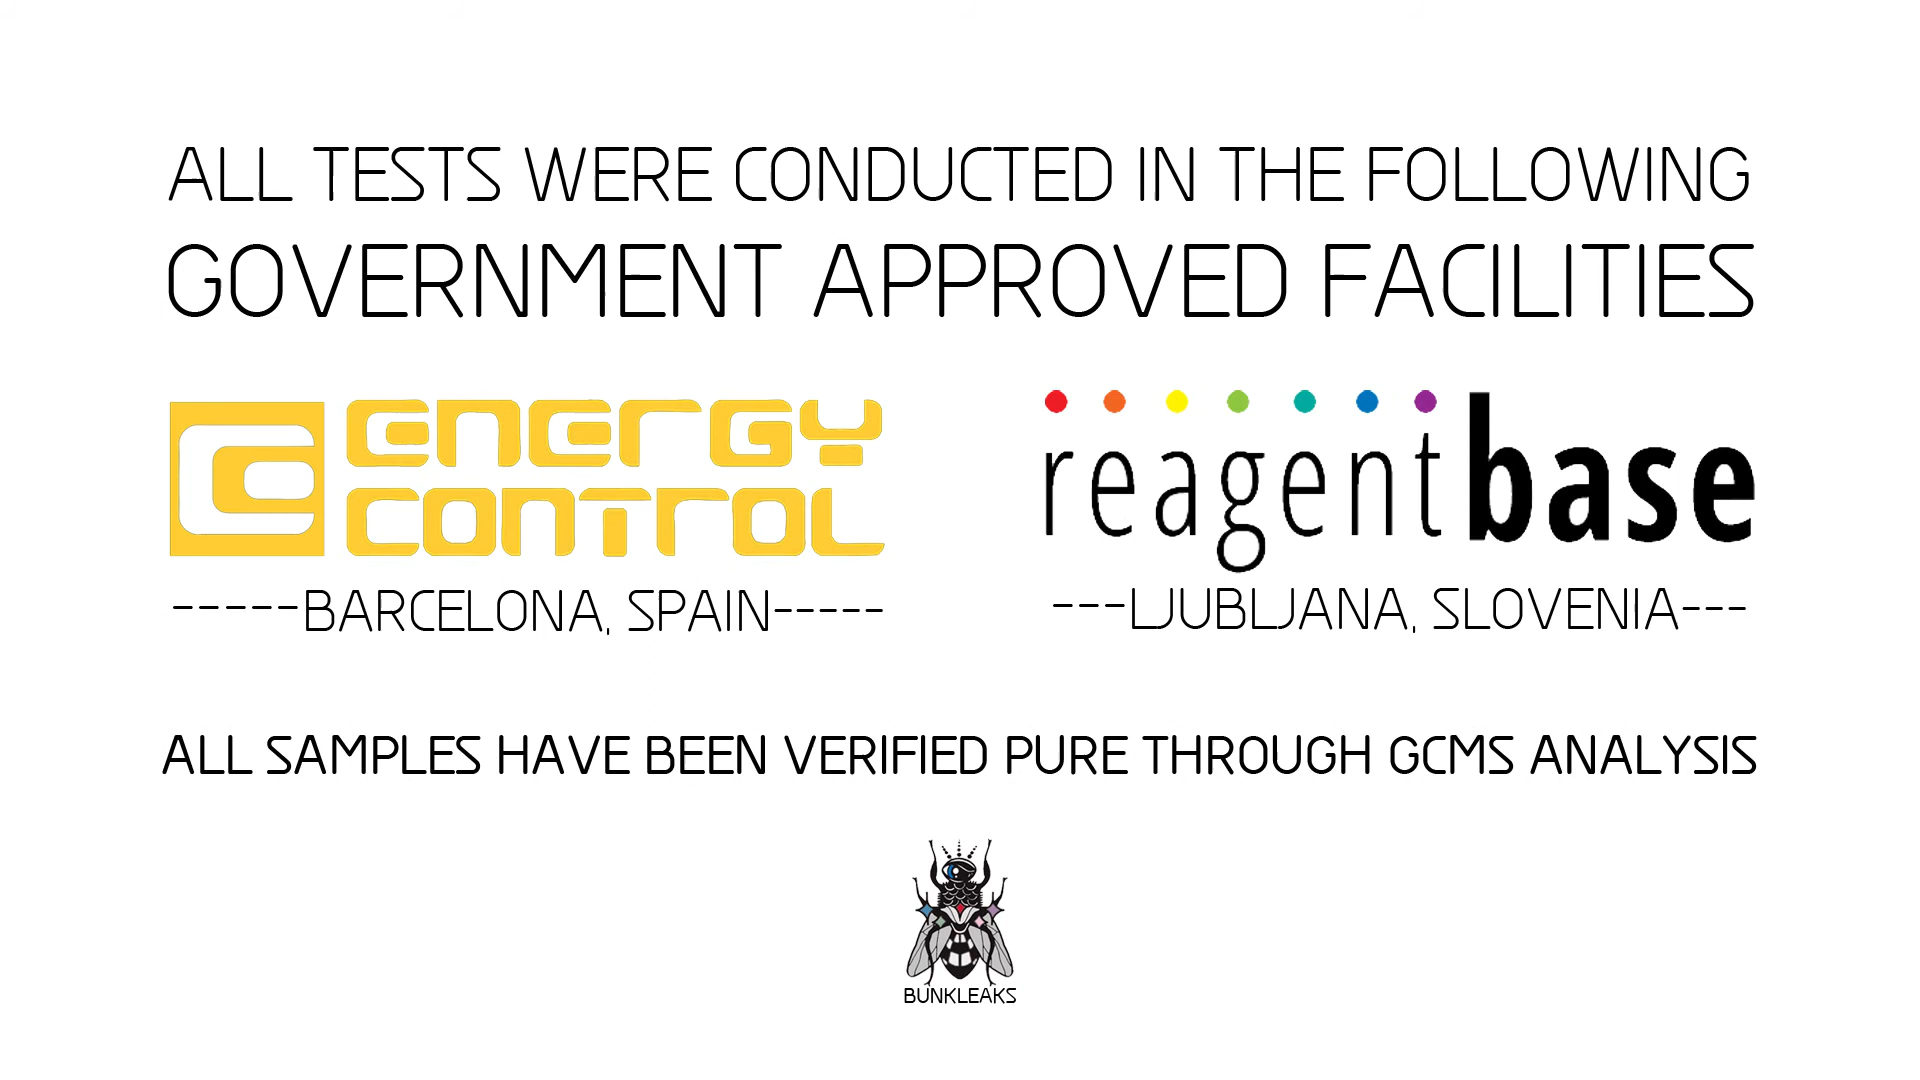 ALL TESTS WERE CONDUCTED IN THE FOLLOWING
GOVERNMENT APPROVED FACILITIES
energy
control
-----BARCELONA, SPAIN-----
reagentbase
---LJUBLJANA, SLOVENIA---
ALL SAMPLES HAVE BEEN VERIFIED PURE THROUGH GCMS ANALYSIS
BUNKLEAKS